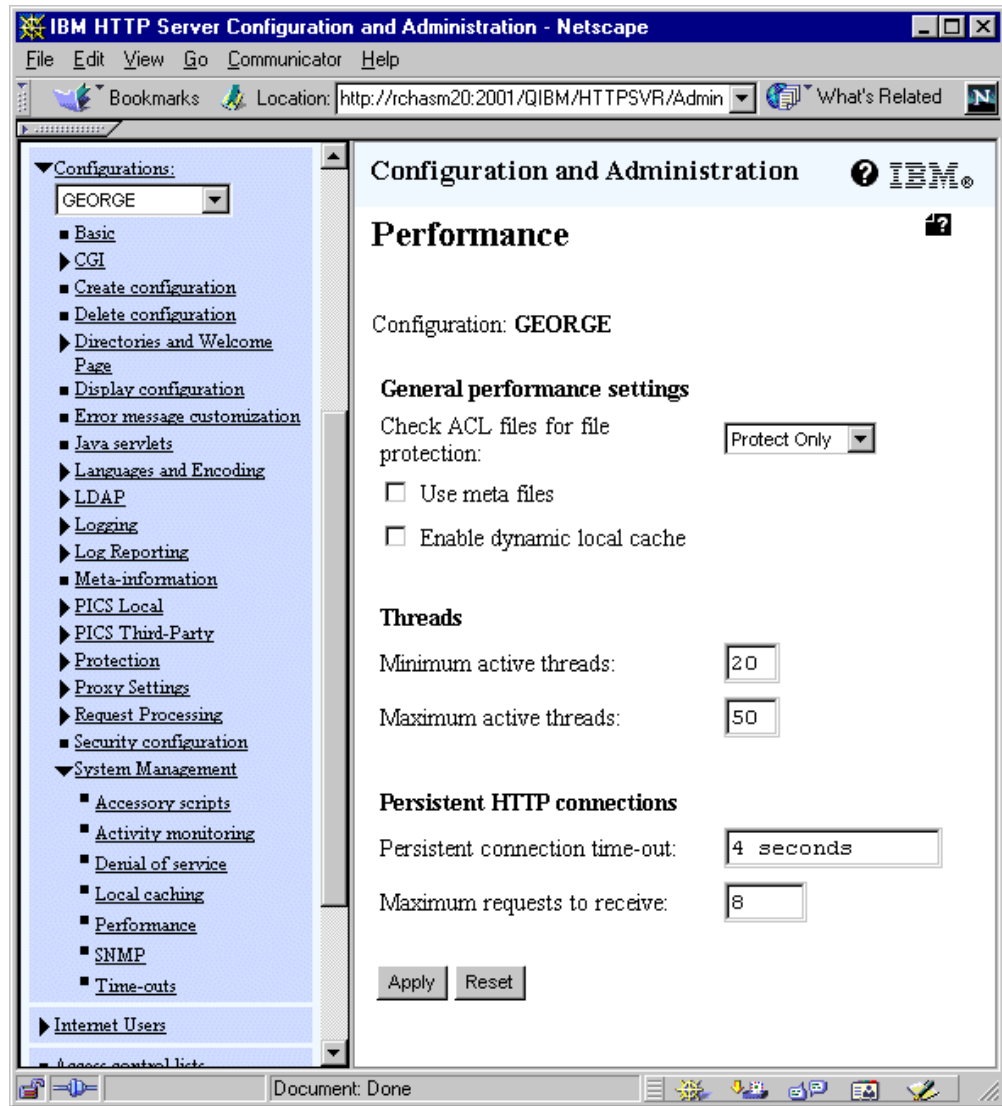 IBM HTTP Server Configuration and Administration - Netscape
File Edit View Go Communicator Help
Bookmarks Location: http://rchasm20:2001/QIBM/HTTPSVR/Admin What's Related N
Configurations:
GEORGE
Basic
CGI
Create configuration
Delete configuration
Directories and Welcome
Page
Display configuration
Error message customization
Java servlets
Languages and Encoding
LDAP
Logging
Log Reporting
Meta-information
PICS Local
PICS Third-Party
Protection
Proxy Settings
Request Processing
Security configuration
System Management
Accessory scripts
Activity monitoring
Denial of service
Local caching
Performance
SNMP
Time-outs
Internet Users
Access control lists
Configuration and Administration ? IBM®
Performance ?
Configuration: GEORGE
General performance settings
Check ACL files for file
protection: Protect Only
Use meta files
Enable dynamic local cache
Threads
Minimum active threads: 20
Maximum active threads: 50
Persistent HTTP connections
Persistent connection time-out: 4 seconds
Maximum requests to receive: 8
Apply Reset
Document: Done